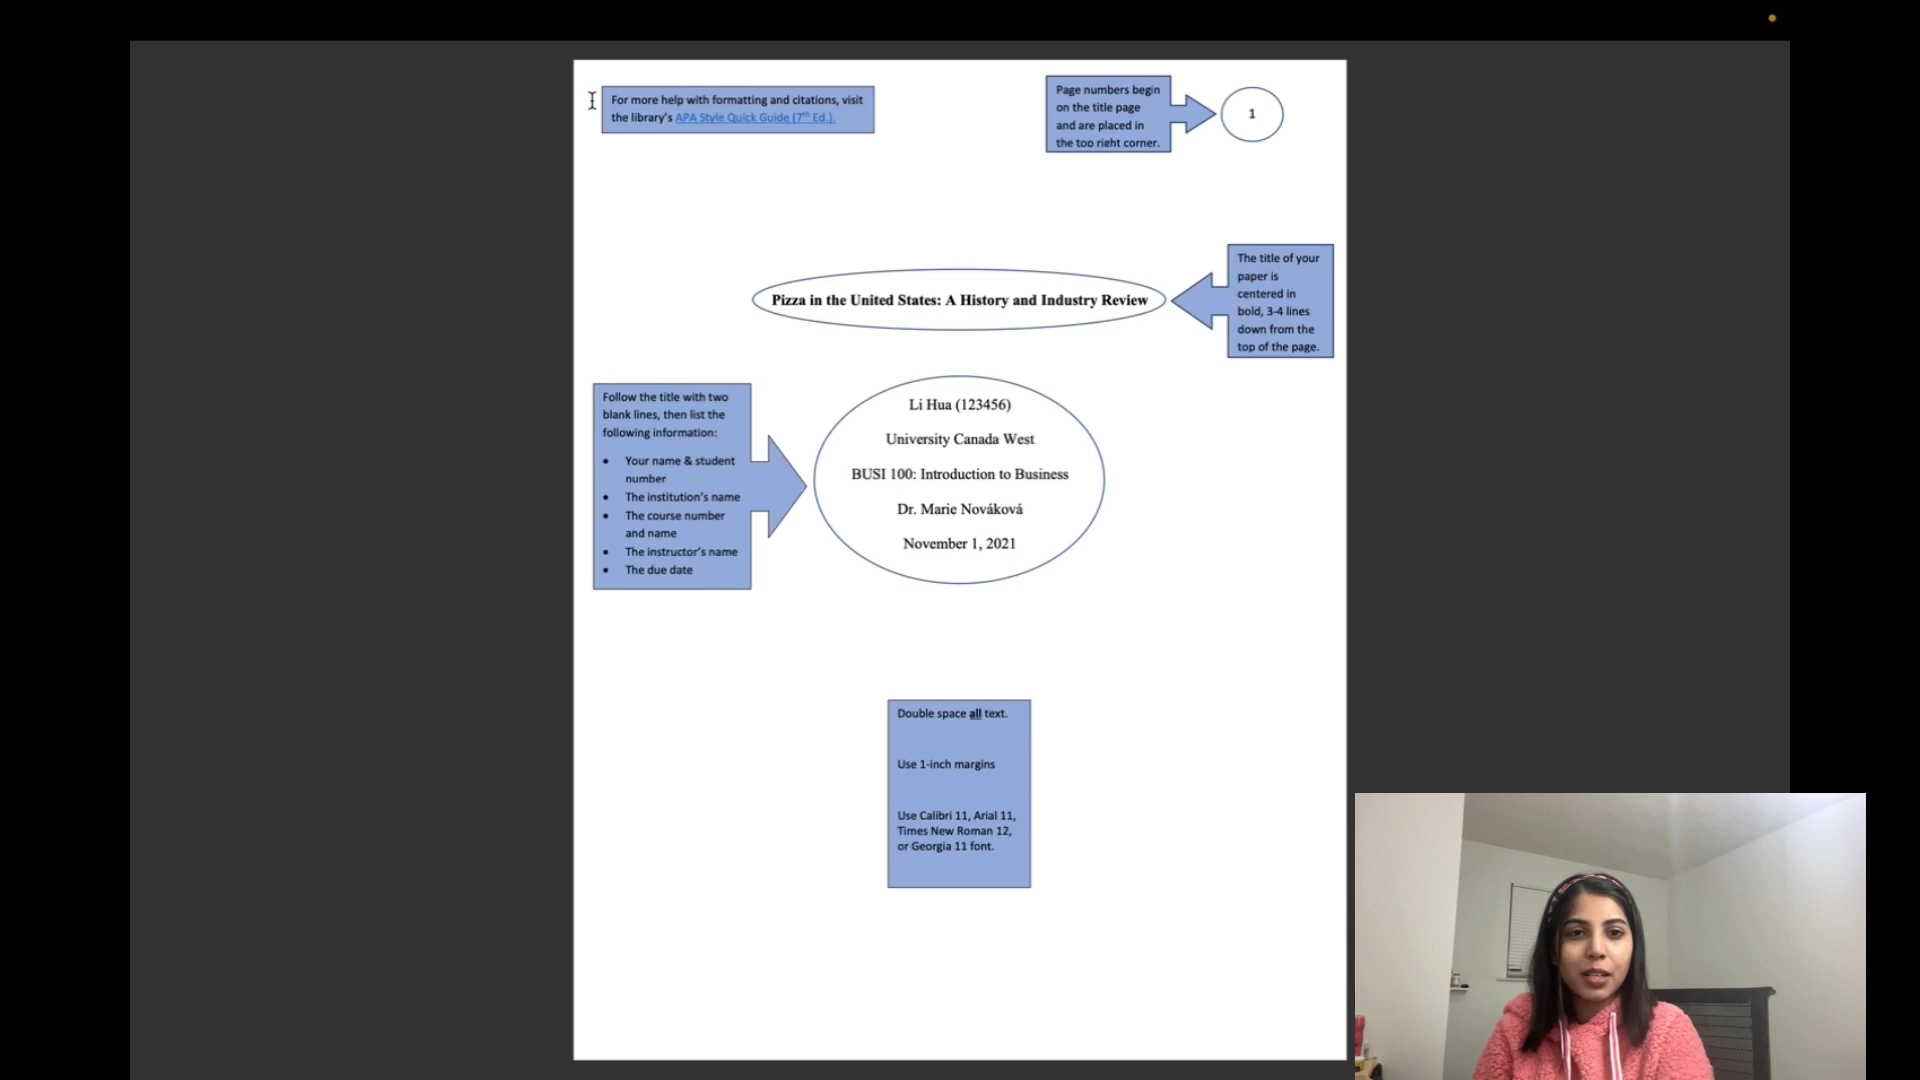 For more help with formatting and citations, visit
the library's APA Style Quick Guide (7th Ed.).
Page numbers begin
on the title page
and are placed in
the top right corner.
1
The title of your
paper is
centered in
bold, 3-4 lines
down from the
top of the page.
Pizza in the United States: A History and Industry Review
Follow the title with two
blank lines, then list the
following information:
• Your name & student
number
• The institution's name
• The course number
and name
• The instructor's name
• The due date
Li Hua (123456)
University Canada West
BUSI 100: Introduction to Business
Dr. Marie Nováková
November 1, 2021
Double space all text.
Use 1-inch margins
Use Calibri 11, Arial 11,
Times New Roman 12,
or Georgia 11 font.